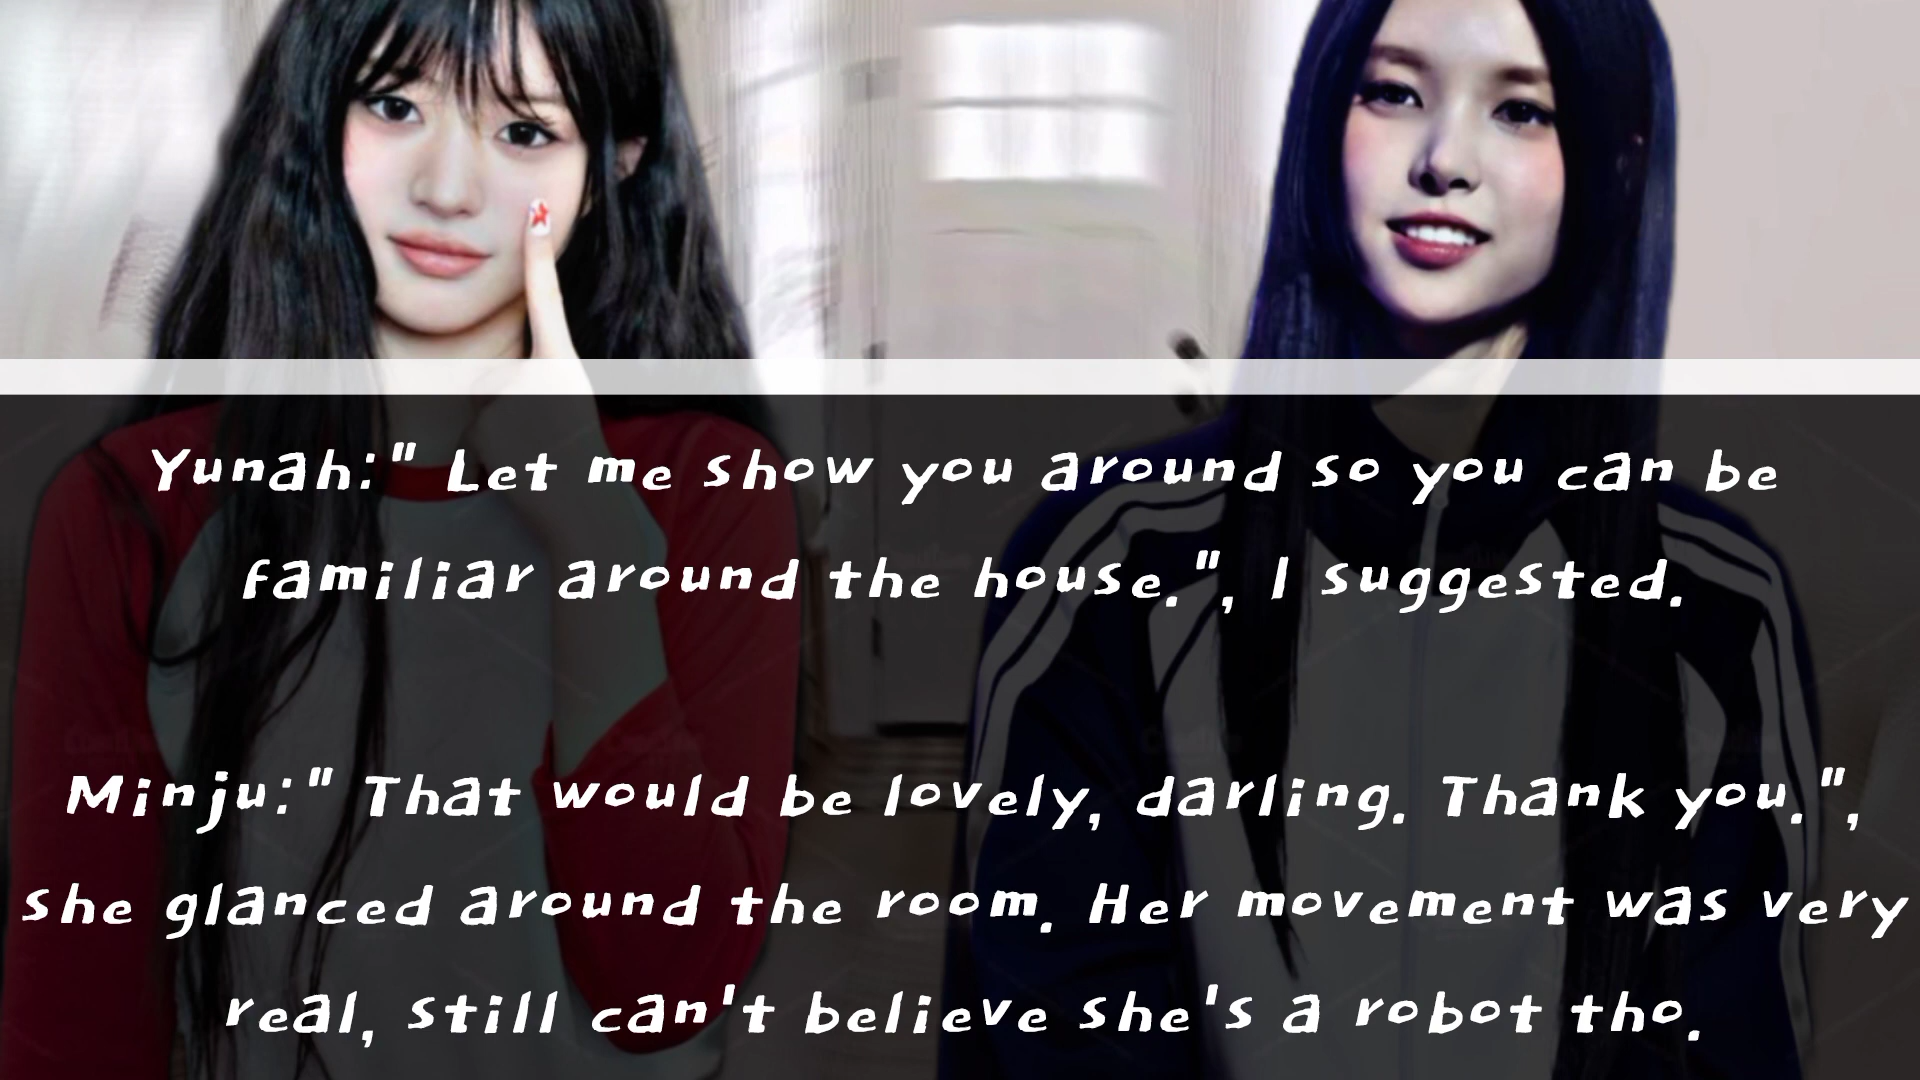 Yunah:" Let me show you around so you can be
familiar around the house.", I suggested.
Minju:" That would be lovely, darling. Thank you.",
she glanced around the room. Her movement was very
real, still can't believe she's a robot tho.